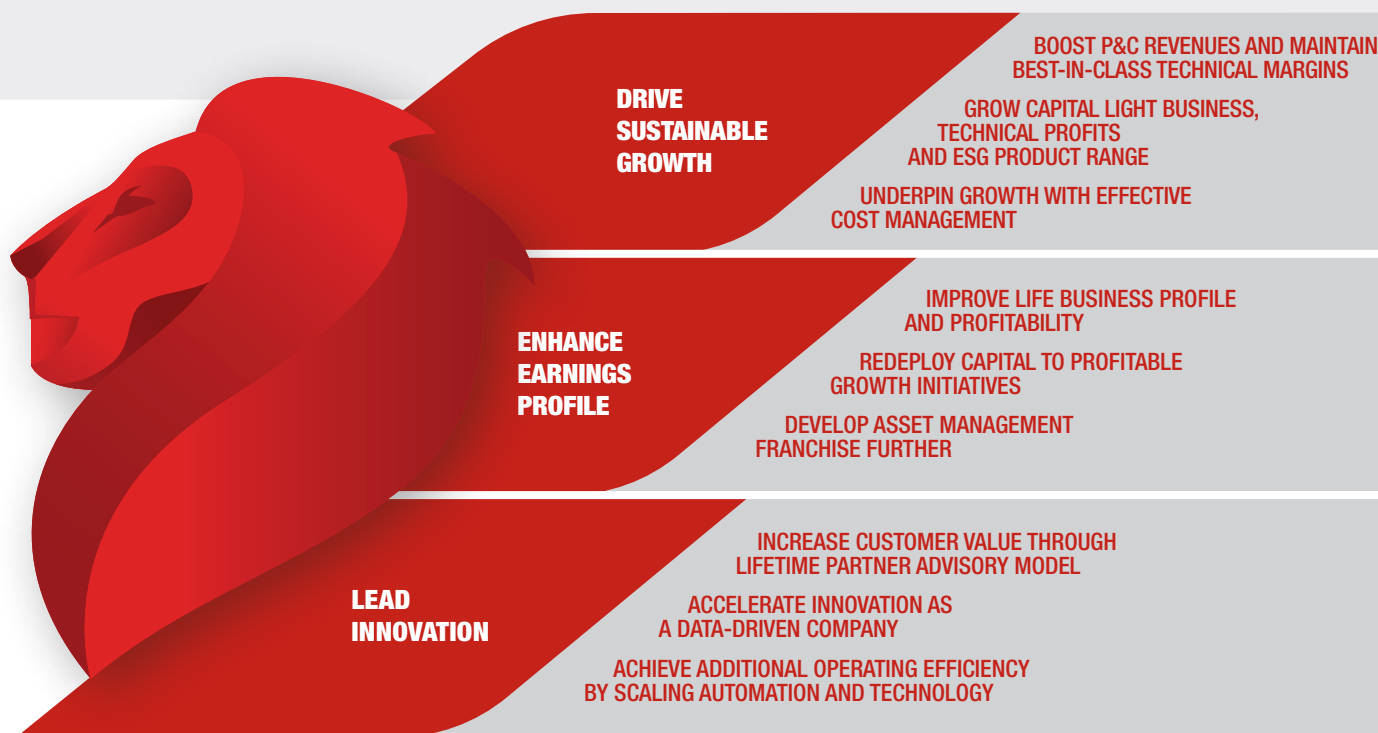 DRIVE
SUSTAINABLE
GROWTH
BOOST P&C REVENUES AND MAINTAIN
BEST-IN-CLASS TECHNICAL MARGINS
GROW CAPITAL LIGHT BUSINESS,
TECHNICAL PROFITS
AND ESG PRODUCT RANGE
UNDERPIN GROWTH WITH EFFECTIVE
COST MANAGEMENT
ENHANCE
EARNINGS
PROFILE
IMPROVE LIFE BUSINESS PROFILE
AND PROFITABILITY
REDEPLOY CAPITAL TO PROFITABLE
GROWTH INITIATIVES
DEVELOP ASSET MANAGEMENT
FRANCHISE FURTHER
LEAD
INNOVATION
INCREASE CUSTOMER VALUE THROUGH
LIFETIME PARTNER ADVISORY MODEL
ACCELERATE INNOVATION AS
A DATA-DRIVEN COMPANY
ACHIEVE ADDITIONAL OPERATING EFFICIENCY
BY SCALING AUTOMATION AND TECHNOLOGY